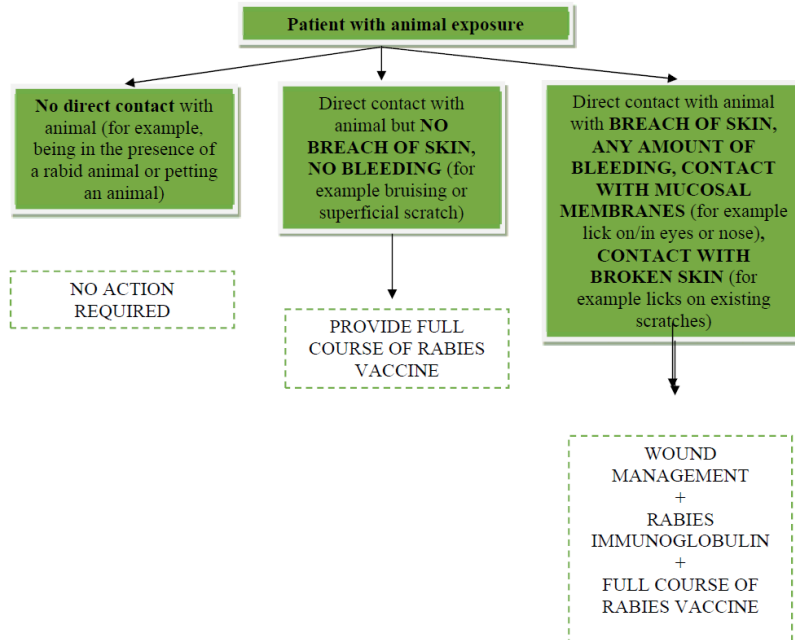 Patient with animal exposure
No direct contact with
animal (for example,
being in the presence of
a rabid animal or petting
an animal)
Direct contact with
animal but NO
BREACH OF SKIN,
NO BLEEDING (for
example bruising or
superficial scratch)
Direct contact with animal
with BREACH OF SKIN,
ANY AMOUNT OF
BLEEDING, CONTACT
WITH MUCOSAL
MEMBRANES (for example
lick on/in eyes or nose),
CONTACT WITH
BROKEN SKIN (for
example licks on existing
scratches)
NO ACTION
REQUIRED
PROVIDE FULL
COURSE OF RABIES
VACCINE
WOUND
MANAGEMENT
+
RABIES
IMMUNOGLOBULIN
+
FULL COURSE OF
RABIES VACCINE